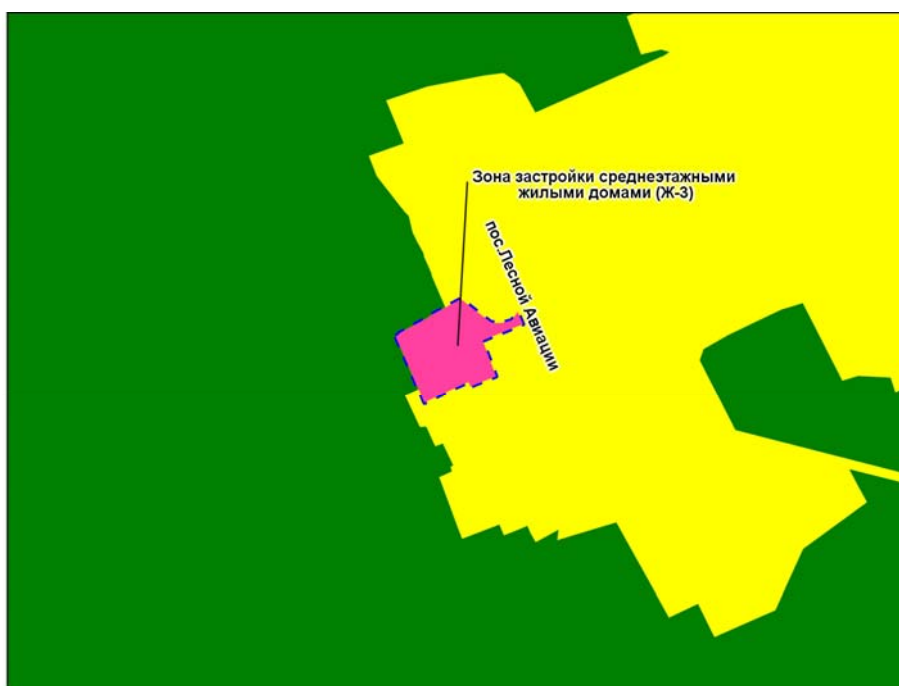 Зона застройки среднеэтажными
жилыми домами (Ж-3)
пос.Лесной Авиации